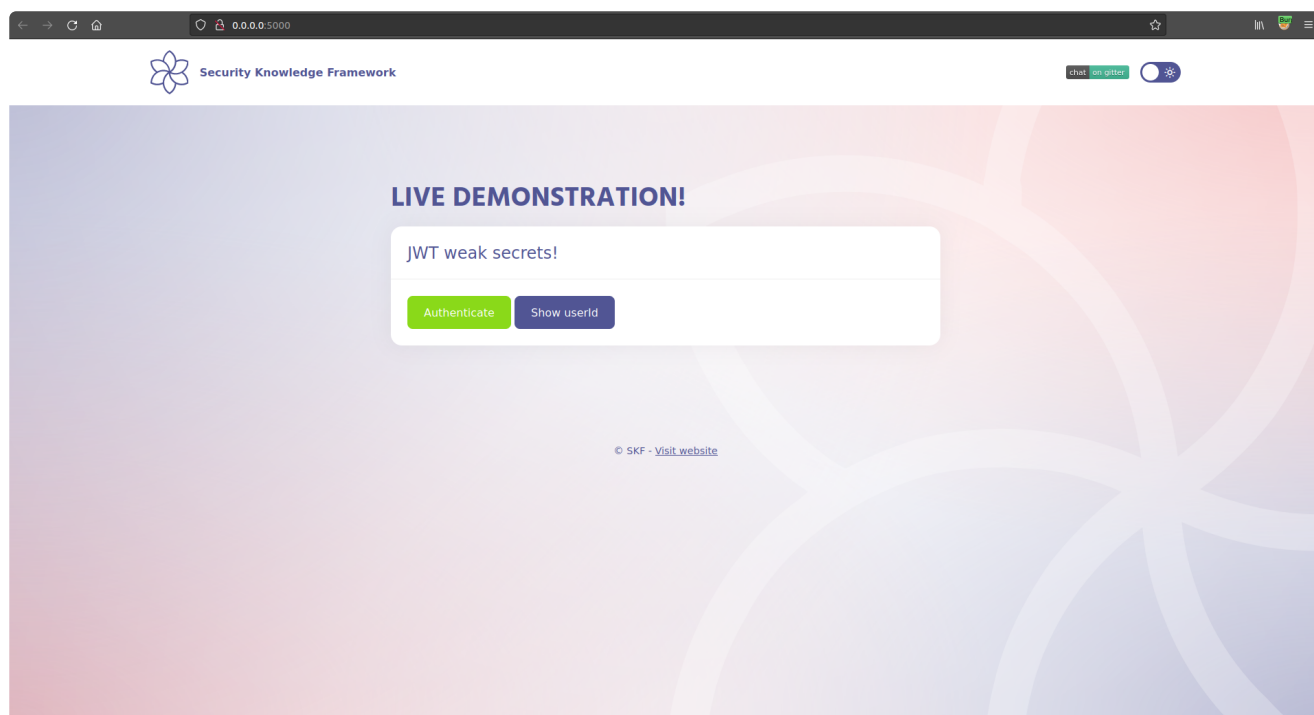 0.0.0.0:5000
Bur
Security Knowledge Framework
chat on gitter
LIVE DEMONSTRATION!
JWT weak secrets!
Authenticate Show userId
© SKF - Visit website